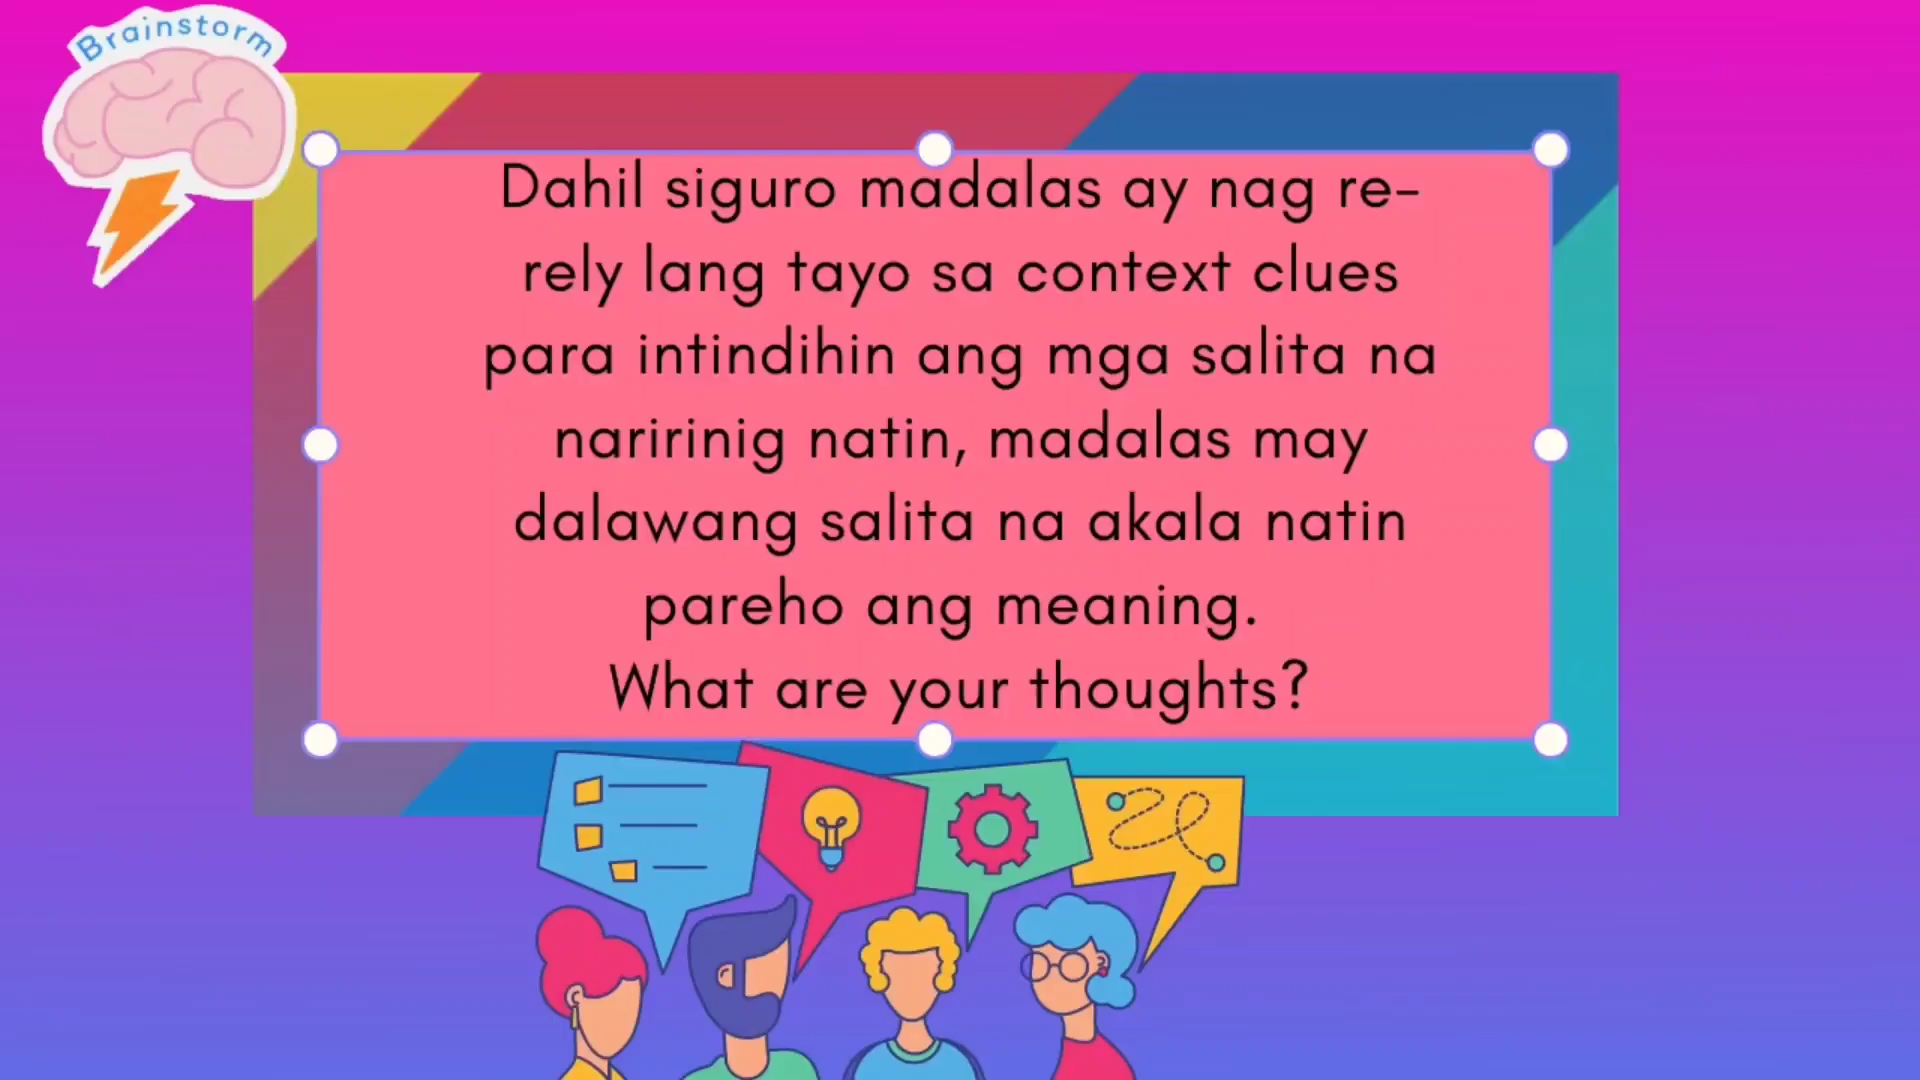 Brainstorm
Dahil siguro madalas ay nag re-
rely lang tayo sa context clues
para intindihin ang mga salita na
naririnig natin, madalas may
dalawang salita na akala natin
pareho ang meaning.
What are your thoughts?